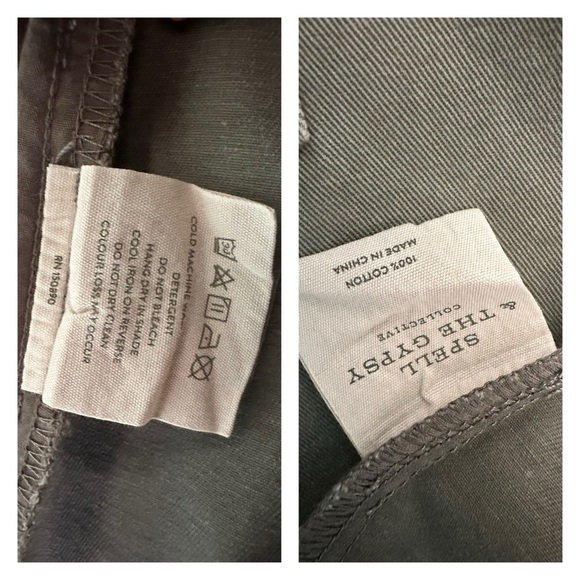 COLD MACHINE WA
DETERGENT
DO NOT BLEACH
HANG DRY IN SHADE
COOL IRON ON REVERSE
DO NOT DRY CLEAN
COLOUR LOSS MAY OCCUR
RN 150890
SPELL
& THE GYPSY
COLLECTIVE
100% COTTON
MADE IN CHINA